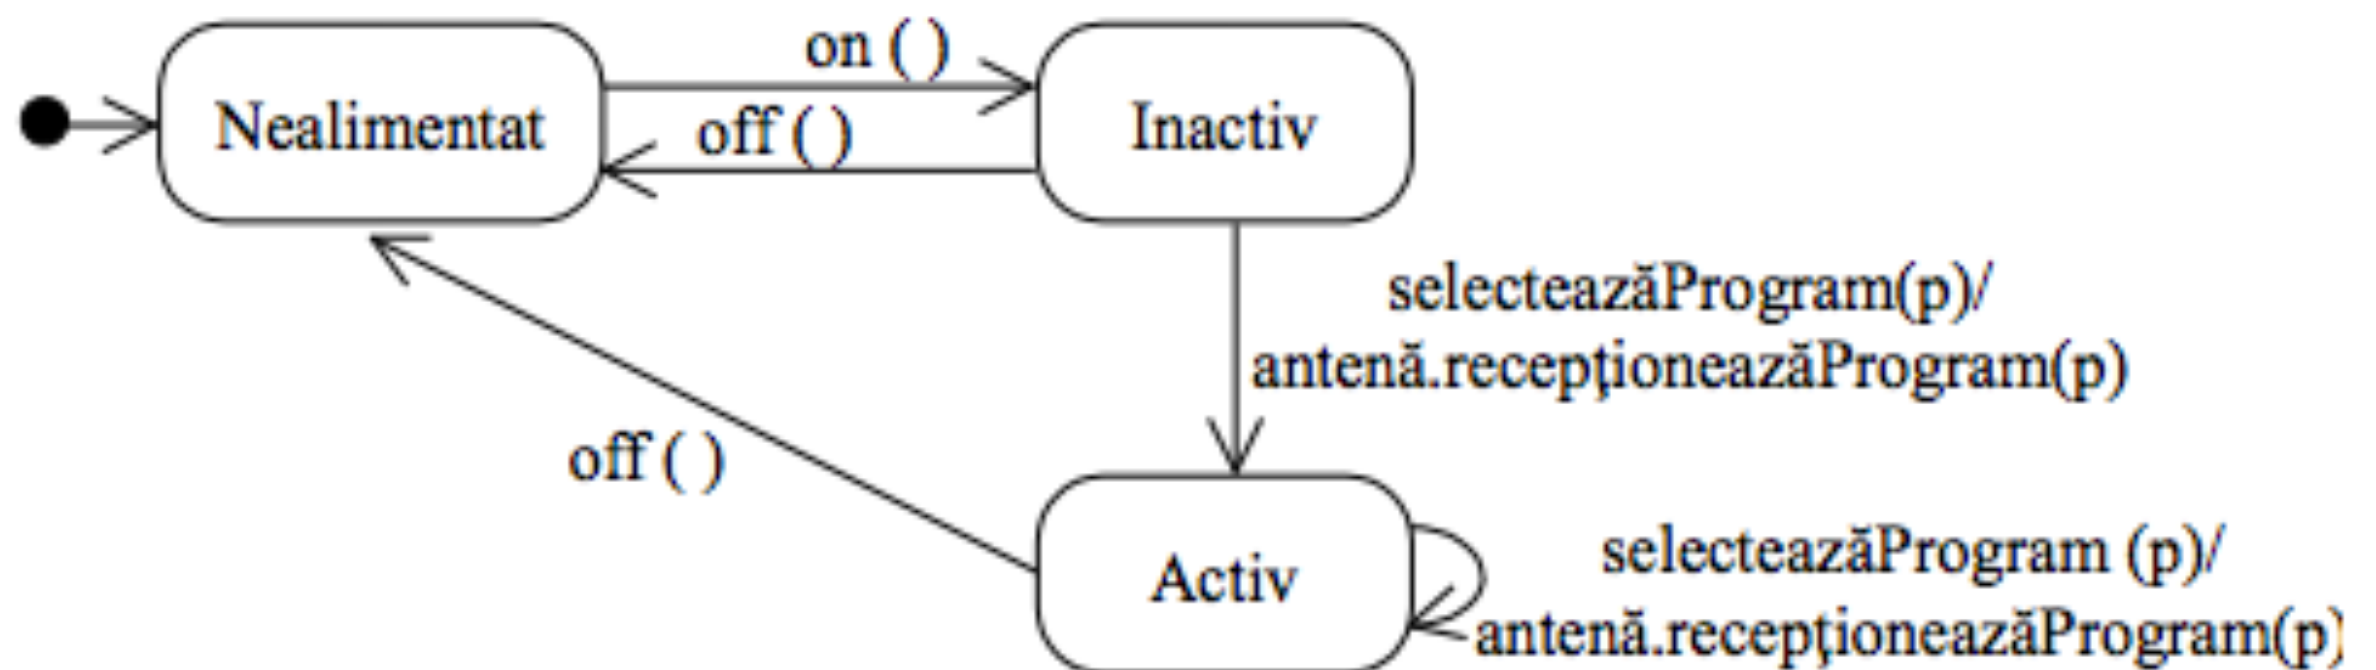 on ( )
Nealimentat
off ( )
Inactiv
selecteazăProgram(p)/
antenă.recepţioneazăProgram(p)
off ( )
Activ
selecteazăProgram (p)/
antenă.recepţioneazăProgram(p)